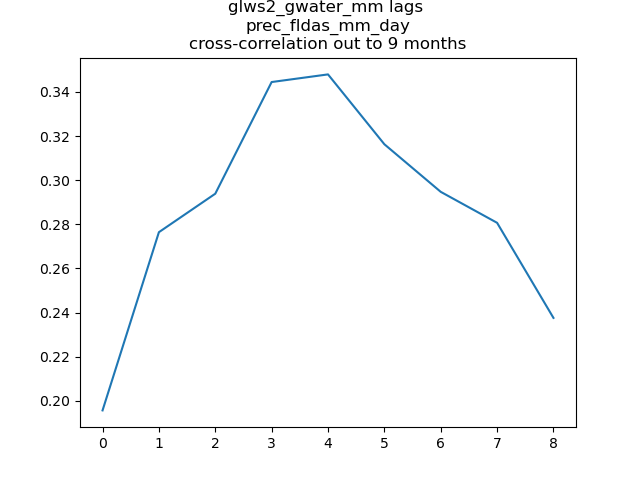 glws2_gwater_mm lags
prec_fldas_mm_day
cross-correlation out to 9 months
0.34
0.32
0.30
0.28
0.26
0.24
0.22
0.20
0 1 2 3 4 5 6 7 8